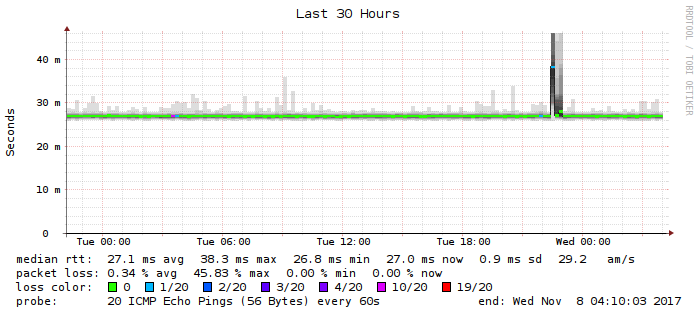 Last 30 Hours
RRDTOOL / TOBI OETIKER
Seconds
40 m
30 m
20 m
10 m
0
Tue 00:00 Tue 06:00 Tue 12:00 Tue 18:00 Wed 00:00
median rtt: 27.1 ms avg 38.3 ms max 26.8 ms min 27.0 ms now 0.9 ms sd 29.2 am/s
packet loss: 0.34 % avg 45.83 % max 0.00 % min 0.00 % now
loss color: 0 1/20 2/20 3/20 4/20 10/20 19/20
probe: 20 ICMP Echo Pings (56 Bytes) every 60s end: Wed Nov 8 04:10:03 2017